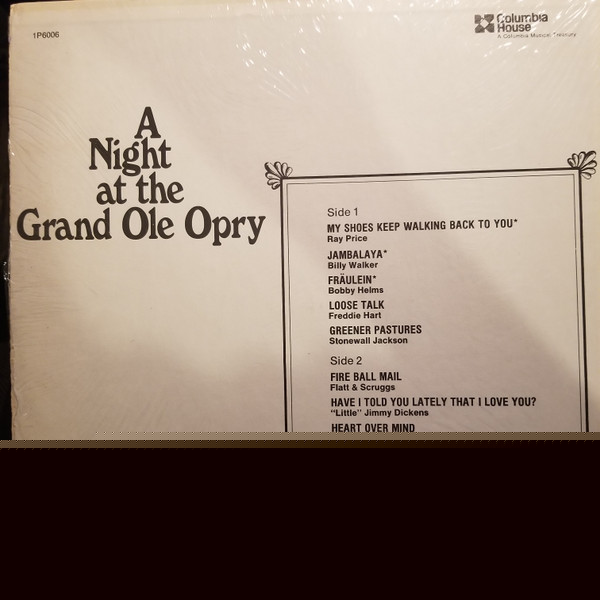 1P6006
Columbia
House
A Columbia Musical Treasury
A
Night
at the
Grand Ole Opry
Side 1
MY SHOES KEEP WALKING BACK TO YOU*
Ray Price
JAMBALAYA*
Billy Walker
FRÄULEIN*
Bobby Helms
LOOSE TALK
Freddie Hart
GREENER PASTURES
Stonewall Jackson
Side 2
FIRE BALL MAIL
Flatt & Scruggs
HAVE I TOLD YOU LATELY THAT I LOVE YOU?
"Little" Jimmy Dickens
HEART OVER MIND